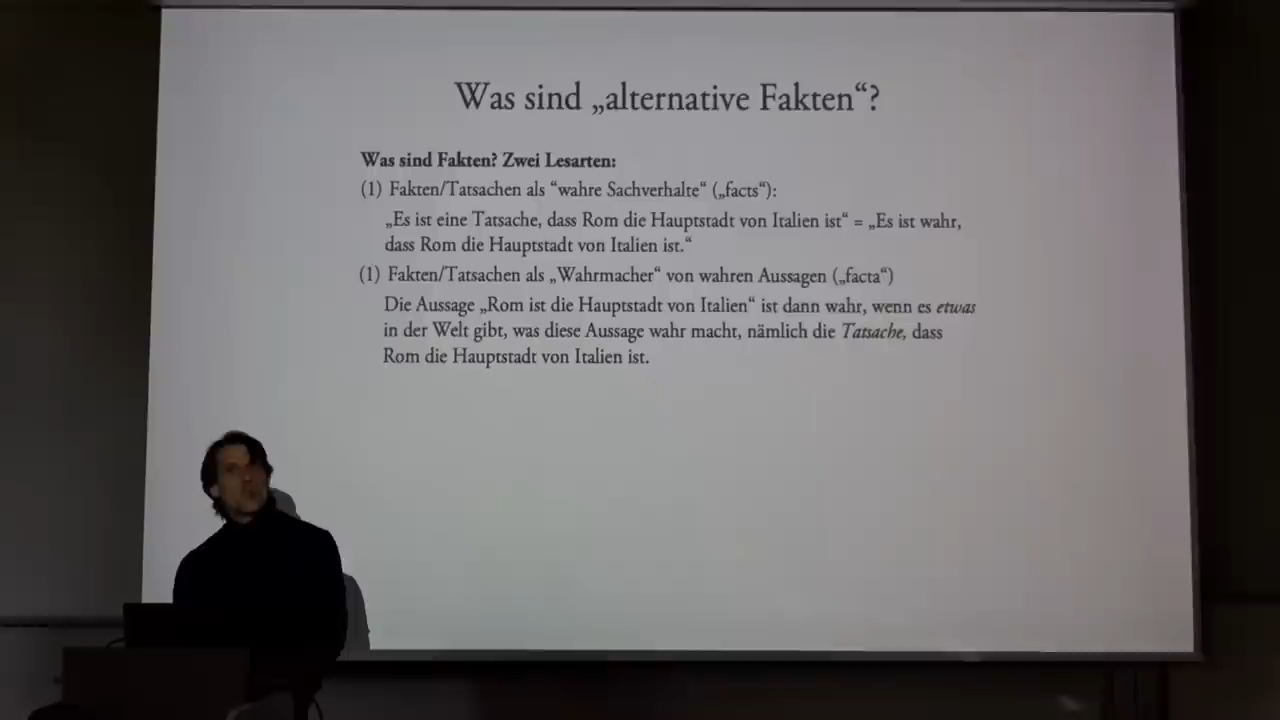 Was sind „alternative Fakten“?
Was sind Fakten? Zwei Lesarten:
(1) Fakten/Tatsachen als “wahre Sachverhalte“ („facts“):
„Es ist eine Tatsache, dass Rom die Hauptstadt von Italien ist“ = „Es ist wahr,
dass Rom die Hauptstadt von Italien ist.“
(1) Fakten/Tatsachen als „Wahrmacher“ von wahren Aussagen („facta“)
Die Aussage „Rom ist die Hauptstadt von Italien“ ist dann wahr, wenn es etwas
in der Welt gibt, was diese Aussage wahr macht, nämlich die Tatsache, dass
Rom die Hauptstadt von Italien ist.